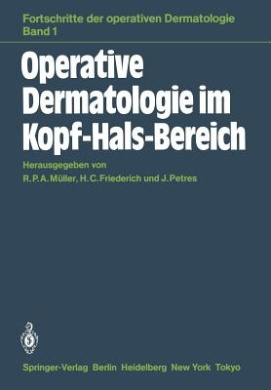 Fortschritte der operativen Dermatologie
Band 1
Operative
Dermatologie im
Kopf-Hals-Bereich
Herausgegeben von
R.P.A.Müller, H.C.Friederich und J.Petres
Springer-Verlag Berlin Heidelberg New York Tokyo